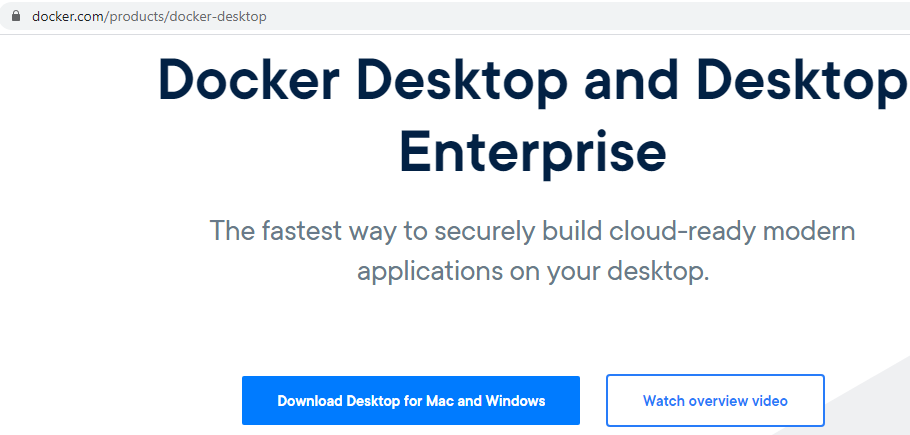 docker.com/products/docker-desktop
Docker Desktop and Desktop
Enterprise
The fastest way to securely build cloud-ready modern
applications on your desktop.
Download Desktop for Mac and Windows
Watch overview video